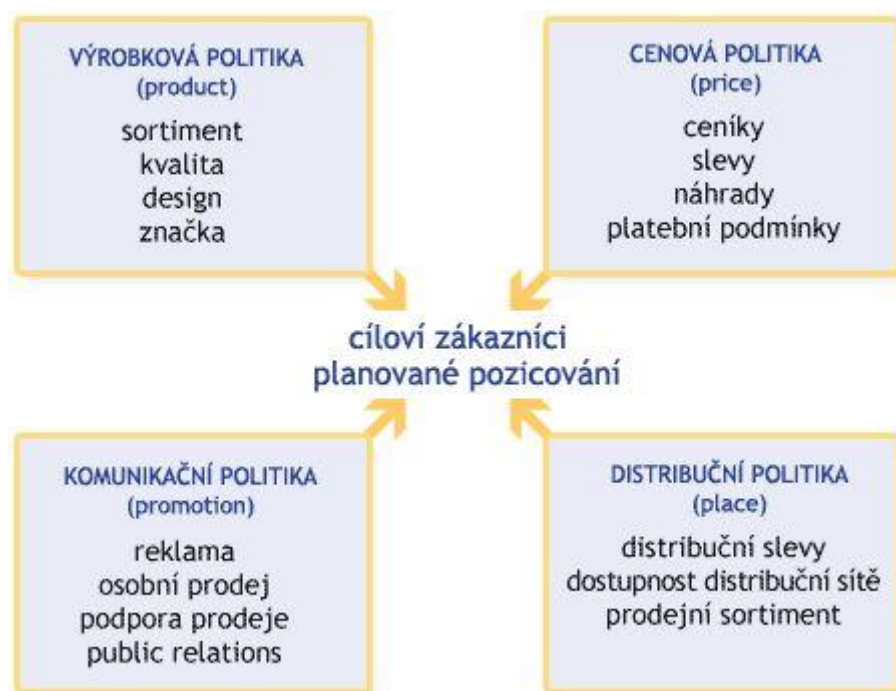 VÝROBKOVÁ POLITIKA
(product)
sortiment
kvalita
design
značka
CENOVÁ POLITIKA
(price)
ceníky
slevy
náhrady
platební podmínky
cíloví zákazníci
planované pozicování
KOMUNIKAČNÍ POLITIKA
(promotion)
reklama
osobní prodej
podpora prodeje
public relations
DISTRIBUČNÍ POLITIKA
(place)
distribuční slevy
dostupnost distribuční sítě
prodejní sortiment